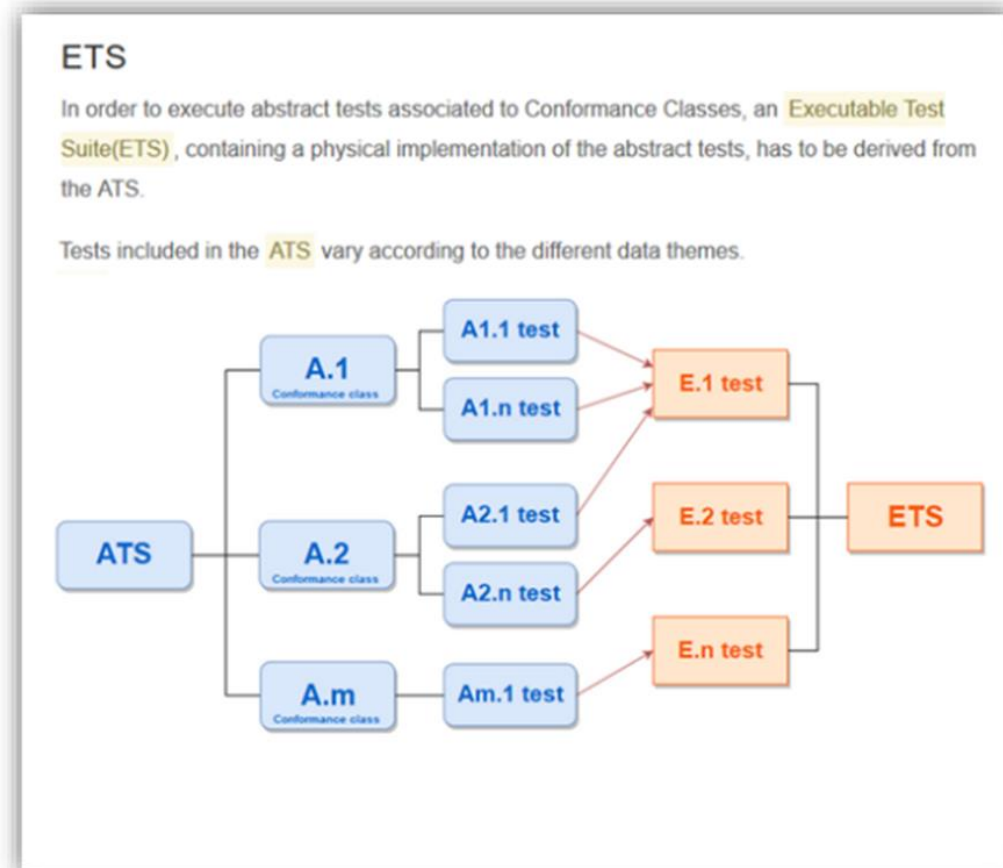 ETS
In order to execute abstract tests associated to Conformance Classes, an Executable Test
Suite(ETS), containing a physical implementation of the abstract tests, has to be derived from
the ATS.
Tests included in the ATS vary according to the different data themes.
A1.1 test
A.1
Conformance class
E.1 test
A1.n test
A2.1 test
E.2 test
ETS
ATS
A.2
Conformance class
A2.n test
E.n test
A.m
Conformance class
Am.1 test